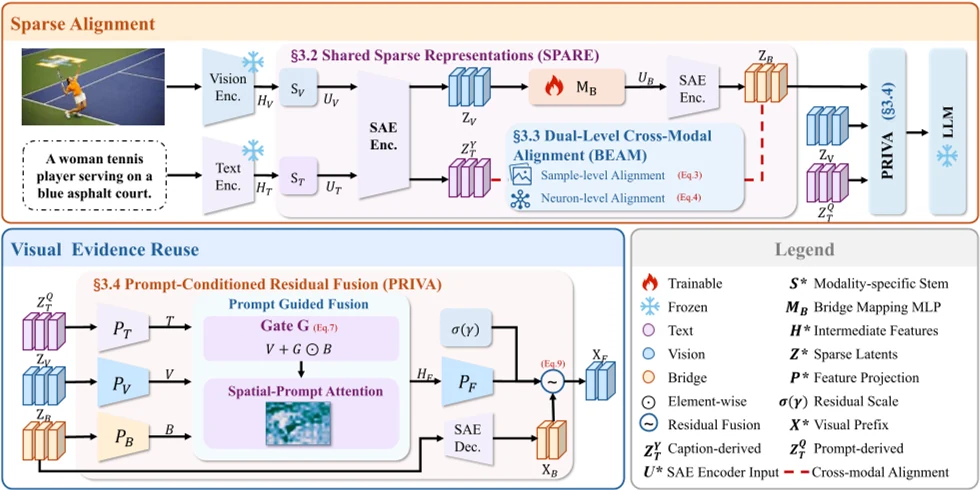 Sparse Alignment
§3.2 Shared Sparse Representations (SPARE)
Vision
Enc.
H_V
S_V
U_V
SAE
Enc.
Z_V
M_B
U_B
SAE
Enc.
Z_B
A woman tennis
player serving on a
blue asphalt court.
Text
Enc.
H_T
S_T
U_T
Z_T^Y
§3.3 Dual-Level Cross-Modal
Alignment (BEAM)
Sample-level Alignment (Eq.3)
Neuron-level Alignment (Eq.4)
Z_V
Z_T^Q
PRIVA (§3.4)
LLM
Visual Evidence Reuse
§3.4 Prompt-Conditioned Residual Fusion (PRIVA)
Z_T^Q
P_T
T
Z_V
P_V
V
Z_B
P_B
B
Prompt Guided Fusion
Gate G (Eq.7)
V + G ⊙ B
Spatial-Prompt Attention
H_F
σ(γ)
P_F
SAE
Dec.
(Eq.9)
~
X_F
X_B
Legend
Trainable
S* Modality-specific Stem
Frozen
M_B Bridge Mapping MLP
Text
H* Intermediate Features
Vision
Z* Sparse Latents
Bridge
P* Feature Projection
⊙ Element-wise
σ(γ) Residual Scale
~ Residual Fusion
X* Visual Prefix
Z_T^Y Caption-derived
Z_T^Q Prompt-derived
U* SAE Encoder Input
Cross-modal Alignment